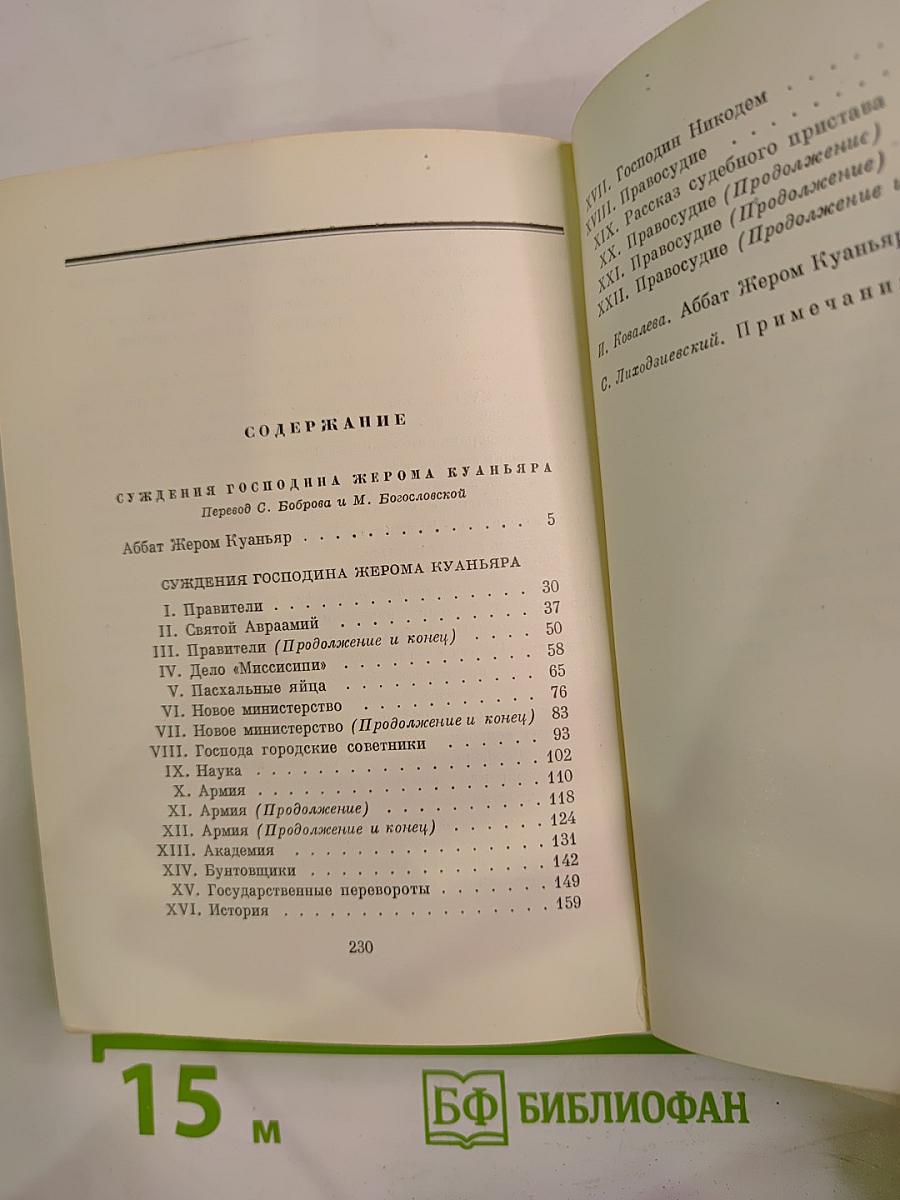 СОДЕРЖАНИЕ
СУЖДЕНИЯ ГОСПОДИНА ЖЕРОМА КУАНЬЯРА
Перевод С. Боброва и М. Богословской
Аббат Жером Куаньяр . . . . . . . . . . . . . . 5
СУЖДЕНИЯ ГОСПОДИНА ЖЕРОМА КУАНЬЯРА
I. Правители . . . . . . . . . . . . . . . . 30
II. Святой Авраамий . . . . . . . . . . . . 37
III. Правители (Продолжение и конец) . . . . 50
IV. Дело «Миссисипи» . . . . . . . . . . . . 58
V. Пасхальные яйца . . . . . . . . . . . . 65
VI. Новое министерство . . . . . . . . . . . 76
VII. Новое министерство (Продолжение и конец) 83
VIII. Господа городские советники . . . . . . 93
IX. Наука . . . . . . . . . . . . . . . . . . 102
X. Армия . . . . . . . . . . . . . . . . . . 110
XI. Армия (Продолжение) . . . . . . . . . . 118
XII. Армия (Продолжение и конец) . . . . . . 124
XIII. Академия . . . . . . . . . . . . . . . . 131
XIV. Бунтовщики . . . . . . . . . . . . . . . 142
XV. Государственные перевороты . . . . . . . 149
XVI. История . . . . . . . . . . . . . . . . . 159
230
XVII. Господин Никодем . . . . .
XVIII. Правосудие . . . . . . . .
XIX. Рассказ судебного пристава
XX. Правосудие (Продолжение)
XXI. Правосудие (Продолжение)
XXII. Правосудие (Продолжение и
И. Ковалева. Аббат Жером Куаньяр
С. Лиходзиевский. Примечани
15 м
БФ БИБЛИОФАН